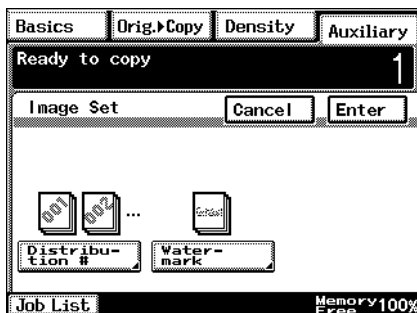 Basics Orig.▸Copy Density Auxiliary
Ready to copy 1
Image Set Cancel Enter
001 002 ...
Distribu-
tion #
Water-
mark
Job List Memory 100%
Free